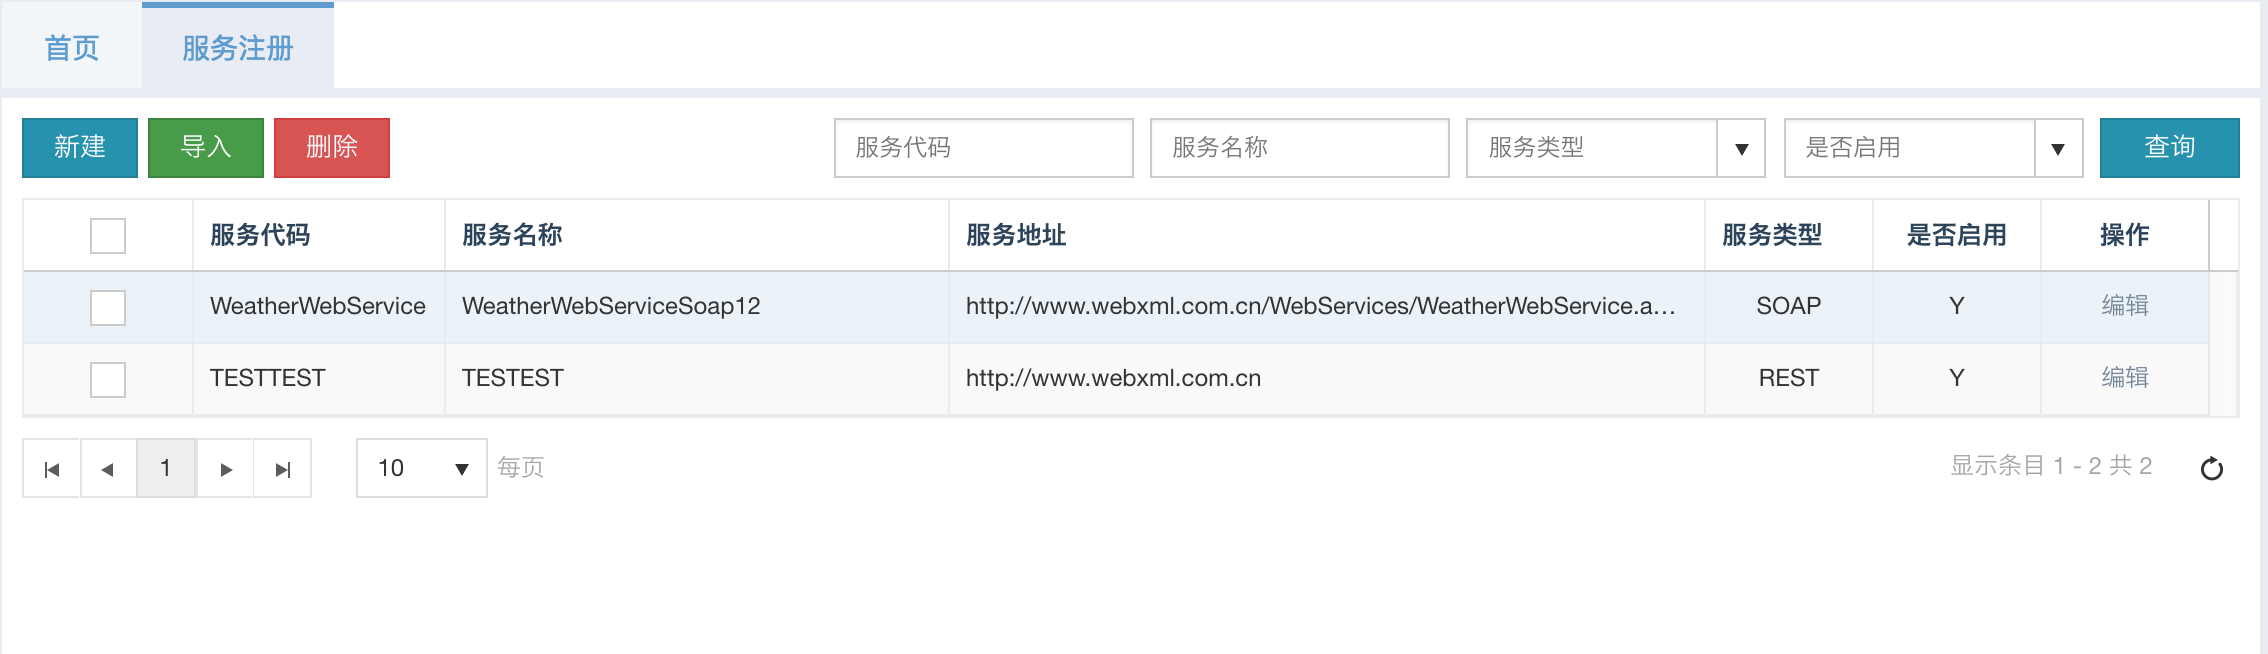 首页 服务注册
新建 导入 删除 服务代码 服务名称 服务类型 是否启用 查询
服务代码 服务名称 服务地址 服务类型 是否启用 操作
WeatherWebService WeatherWebServiceSoap12 http://www.webxml.com.cn/WebServices/WeatherWebService.a... SOAP Y 编辑
TESTTEST TESTEST http://www.webxml.com.cn REST Y 编辑
1 10 每页 显示条目 1 - 2 共 2